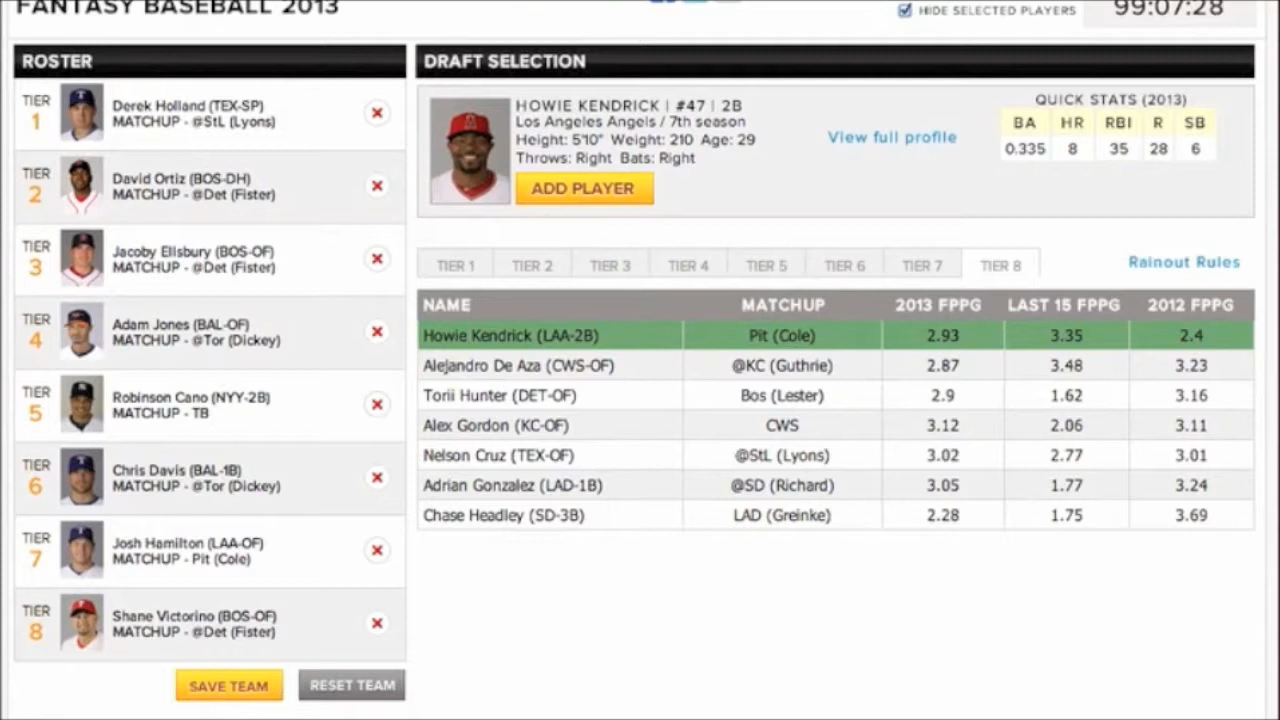 FANTASY BASEBALL 2013
HIDE SELECTED PLAYERS
99:07:28
ROSTER
TIER
1
Derek Holland (TEX-SP)
MATCHUP - @StL (Lyons)
TIER
2
David Ortiz (BOS-DH)
MATCHUP - @Det (Fister)
TIER
3
Jacoby Ellsbury (BOS-OF)
MATCHUP - @Det (Fister)
TIER
4
Adam Jones (BAL-OF)
MATCHUP - @Tor (Dickey)
TIER
5
Robinson Cano (NYY-2B)
MATCHUP - TB
TIER
6
Chris Davis (BAL-1B)
MATCHUP - @Tor (Dickey)
TIER
7
Josh Hamilton (LAA-OF)
MATCHUP - Pit (Cole)
TIER
8
Shane Victorino (BOS-OF)
MATCHUP - @Det (Fister)
SAVE TEAM RESET TEAM
DRAFT SELECTION
HOWIE KENDRICK | #47 | 2B
Los Angeles Angels / 7th season
Height: 5'10" Weight: 210 Age: 29
Throws: Right Bats: Right
ADD PLAYER
View full profile
QUICK STATS (2013)
BA HR RBI R SB
0.335 8 35 28 6
TIER 1 TIER 2 TIER 3 TIER 4 TIER 5 TIER 6 TIER 7 TIER 8 Rainout Rules
NAME MATCHUP 2013 FPPG LAST 15 FPPG 2012 FPPG
Howie Kendrick (LAA-2B) Pit (Cole) 2.93 3.35 2.4
Alejandro De Aza (CWS-OF) @KC (Guthrie) 2.87 3.48 3.23
Torii Hunter (DET-OF) Bos (Lester) 2.9 1.62 3.16
Alex Gordon (KC-OF) CWS 3.12 2.06 3.11
Nelson Cruz (TEX-OF) @StL (Lyons) 3.02 2.77 3.01
Adrian Gonzalez (LAD-1B) @SD (Richard) 3.05 1.77 3.24
Chase Headley (SD-3B) LAD (Greinke) 2.28 1.75 3.69